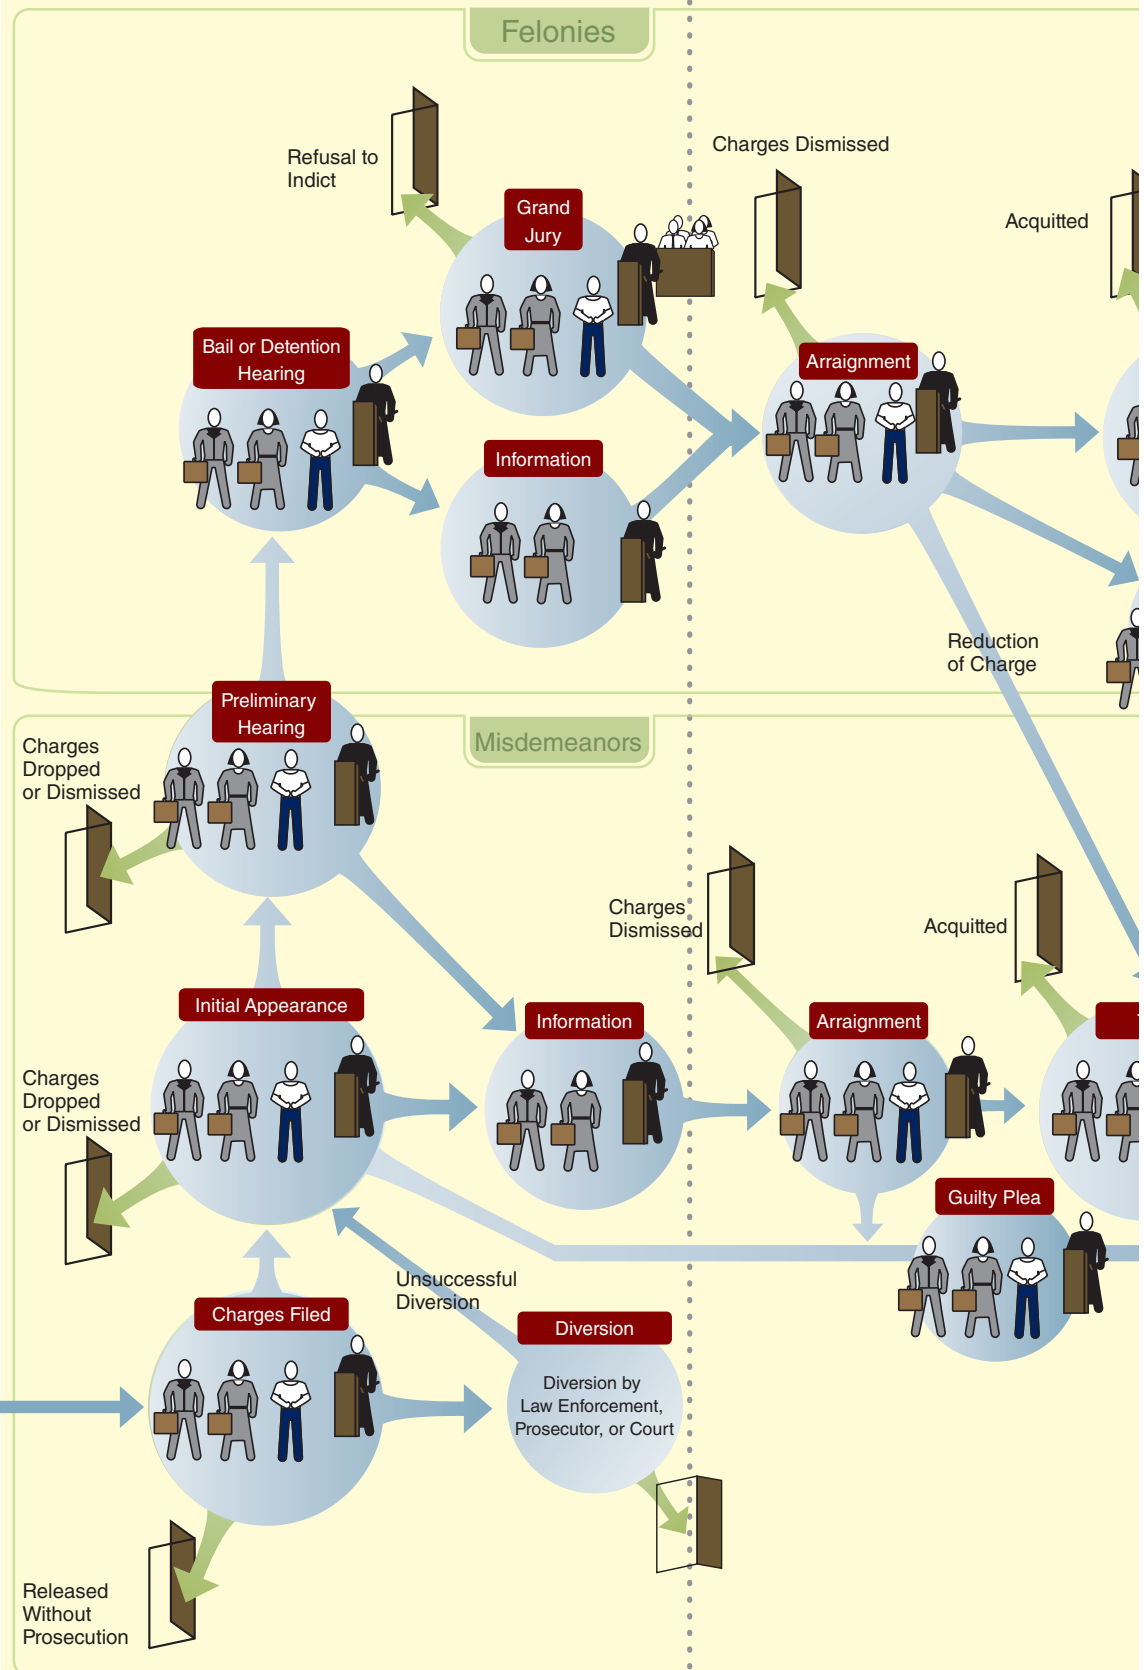 Felonies
Refusal to
Indict
Grand
Jury
Charges Dismissed
Acquitted
Bail or Detention
Hearing
Arraignment
Information
Reduction
of Charge
Preliminary
Hearing
Misdemeanors
Charges
Dropped
or Dismissed
Charges
Dismissed
Acquitted
Initial Appearance
Information
Arraignment
Charges
Dropped
or Dismissed
Guilty Plea
Unsuccessful
Diversion
Charges Filed
Diversion
Diversion by
Law Enforcement,
Prosecutor, or Court
Released
Without
Prosecution